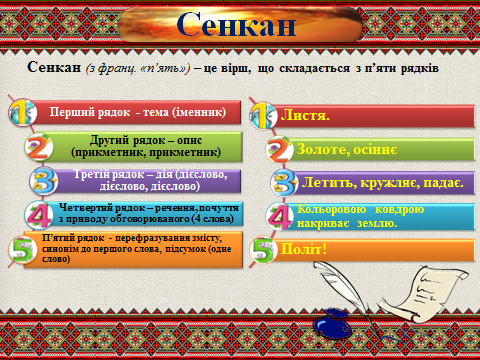 Сенкан
Сенкан (з франц. «п'ять») – це вірш, що складається з п'яти рядків
1
Перший рядок - тема (іменник)
2
Другий рядок – опис
(прикметник, прикметник)
3
Третій рядок – дія (дієслово,
дієслово, дієслово)
4
Четвертий рядок – речення, почуття
з приводу обговорюваного (4 слова)
5
П'ятий рядок - перефразування змісту,
синонім до першого слова, підсумок (одне
слово)
1
Листя.
2
Золоте, осіннє
3
Летить, кружляє, падає.
4
Кольоровою ковдрою
накриває землю.
5
Політ!